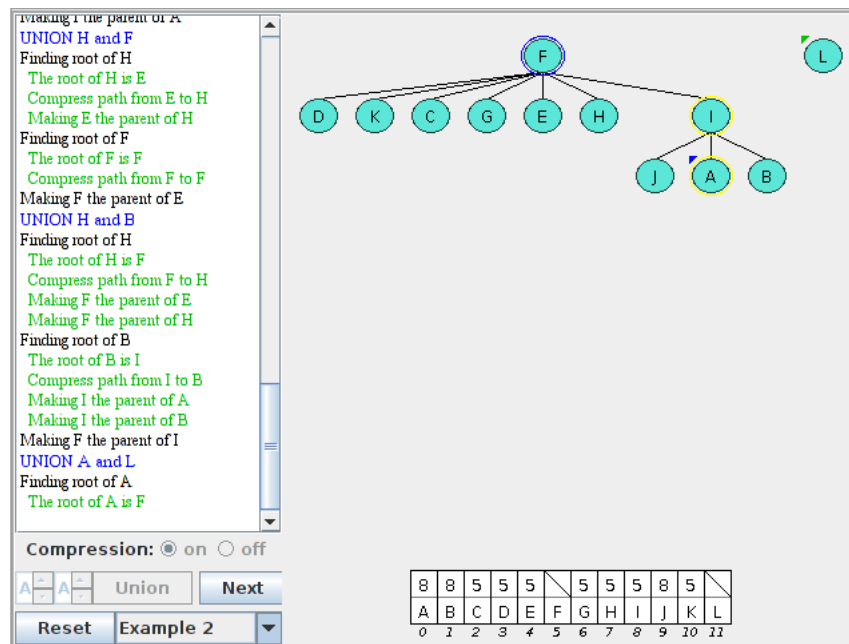 Making I the parent of A
UNION H and F
Finding root of H
The root of H is E
Compress path from E to H
Making E the parent of H
Finding root of F
The root of F is F
Compress path from F to F
Making F the parent of E
UNION H and B
Finding root of H
The root of H is F
Compress path from F to H
Making F the parent of E
Making F the parent of H
Finding root of B
The root of B is I
Compress path from I to B
Making I the parent of A
Making I the parent of B
Making F the parent of I
UNION A and L
Finding root of A
The root of A is F
Compression: on off
A A Union Next
Reset Example 2
F L
D K C G E H I
J A B
8 8 5 5 5 5 5 5 8 5
A B C D E F G H I J K L
0 1 2 3 4 5 6 7 8 9 10 11